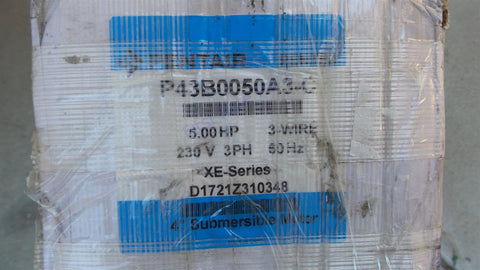 PENTAIR
P43B0050A3-C
5.00 HP 3-WIRE
230 V 3PH 60 Hz
XE-Series
D1721Z310348
4" Submersible Motor